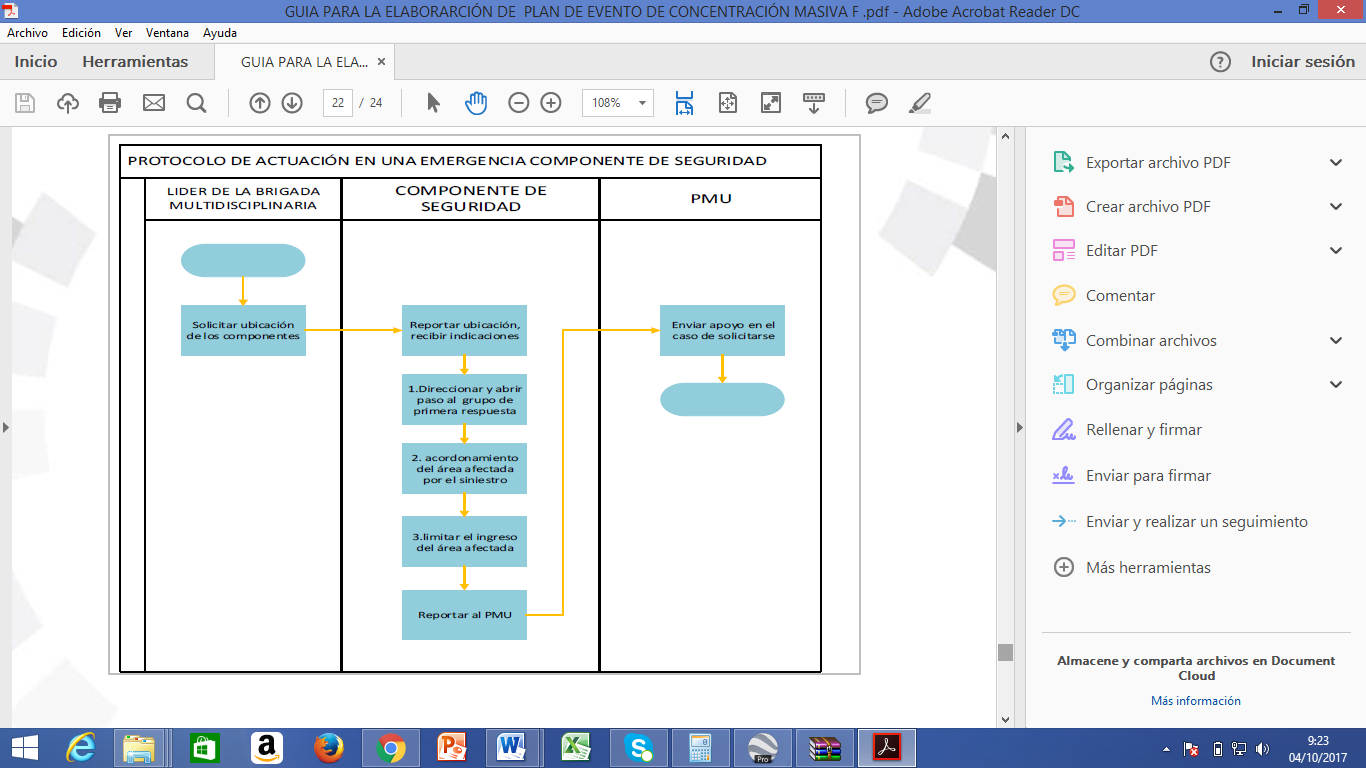 GUIA PARA LA ELABORARCIÓN DE PLAN DE EVENTO DE CONCENTRACIÓN MASIVA F .pdf - Adobe Acrobat Reader DC
Archivo Edición Ver Ventana Ayuda
Inicio Herramientas GUIA PARA LA ELA... × ? Iniciar sesión
22 / 24 108%
PROTOCOLO DE ACTUACIÓN EN UNA EMERGENCIA COMPONENTE DE SEGURIDAD
LIDER DE LA BRIGADA
MULTIDISCIPLINARIA
COMPONENTE DE
SEGURIDAD
PMU
Solicitar ubicación
de los componentes
Reportar ubicación,
recibir indicaciones
1.Direccionar y abrir
paso al grupo de
primera respuesta
2. acordonamiento
del área afectada
por el siniestro
3.limitar el ingreso
del área afectada
Reportar al PMU
Enviar apoyo en el
caso de solicitarse
Exportar archivo PDF
Crear archivo PDF
Editar PDF
Comentar
Combinar archivos
Organizar páginas
Rellenar y firmar
Enviar para firmar
Enviar y realizar un seguimiento
Más herramientas
Almacene y comparta archivos en Document
Cloud
Más información
Pro
9:23
04/10/2017